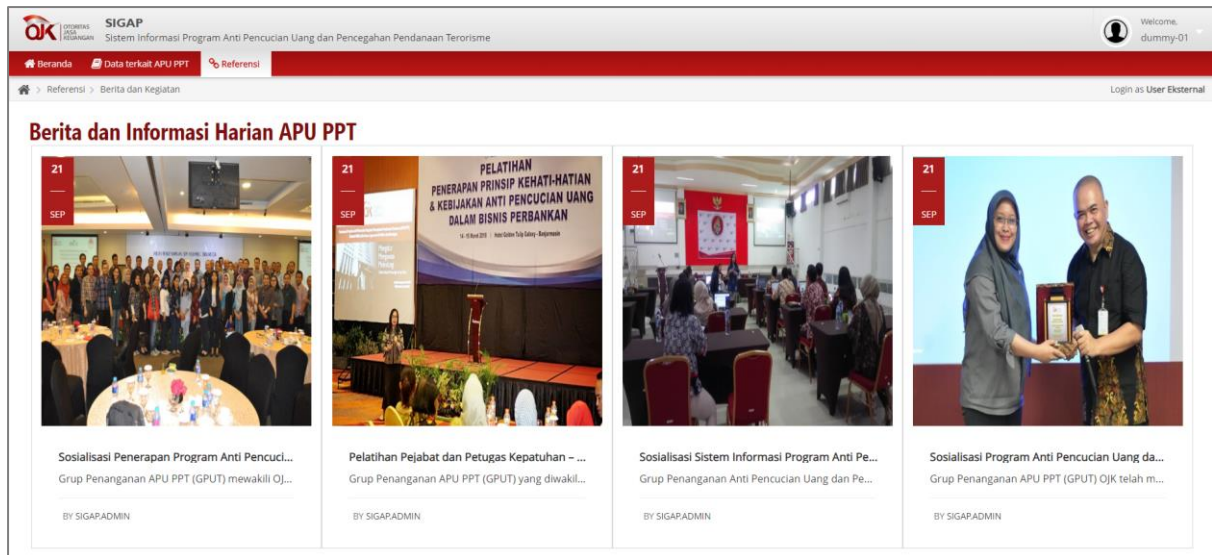 OJK OTORITAS JASA KEUANGAN
SIGAP
Sistem Informasi Program Anti Pencucian Uang dan Pencegahan Pendanaan Terorisme
Welcome,
dummy-01
Beranda Data terkait APU PPT Referensi
> Referensi > Berita dan Kegiatan
Login as User Eksternal
Berita dan Informasi Harian APU PPT
21
SEP
21
SEP
PELATIHAN
PENERAPAN PRINSIP KEHATI-HATIAN
& KEBIJAKAN ANTI PENCUCIAN UANG
DALAM BISNIS PERBANKAN
21
SEP
21
SEP
Sosialisasi Penerapan Program Anti Pencuci...
Grup Penanganan APU PPT (GPUT) mewakili OJ...
BY SIGAP.ADMIN
Pelatihan Pejabat dan Petugas Kepatuhan – ...
Grup Penanganan APU PPT (GPUT) yang diwakil...
BY SIGAP.ADMIN
Sosialisasi Sistem Informasi Program Anti Pe...
Grup Penanganan Anti Pencucian Uang dan Pe...
BY SIGAP.ADMIN
Sosialisasi Program Anti Pencucian Uang da...
Grup Penanganan APU PPT (GPUT) OJK telah m...
BY SIGAP.ADMIN